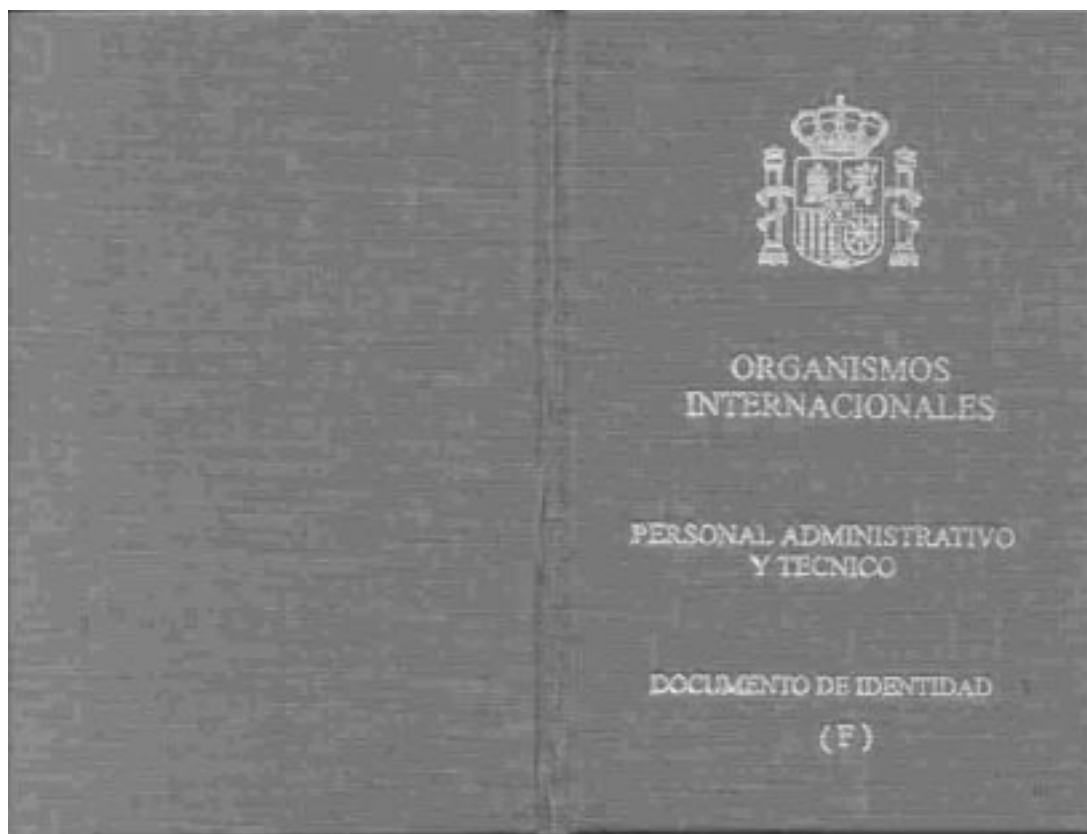 ORGANISMOS
INTERNACIONALES
PERSONAL ADMINISTRATIVO
Y TECNICO
DOCUMENTO DE IDENTIDAD
(F)